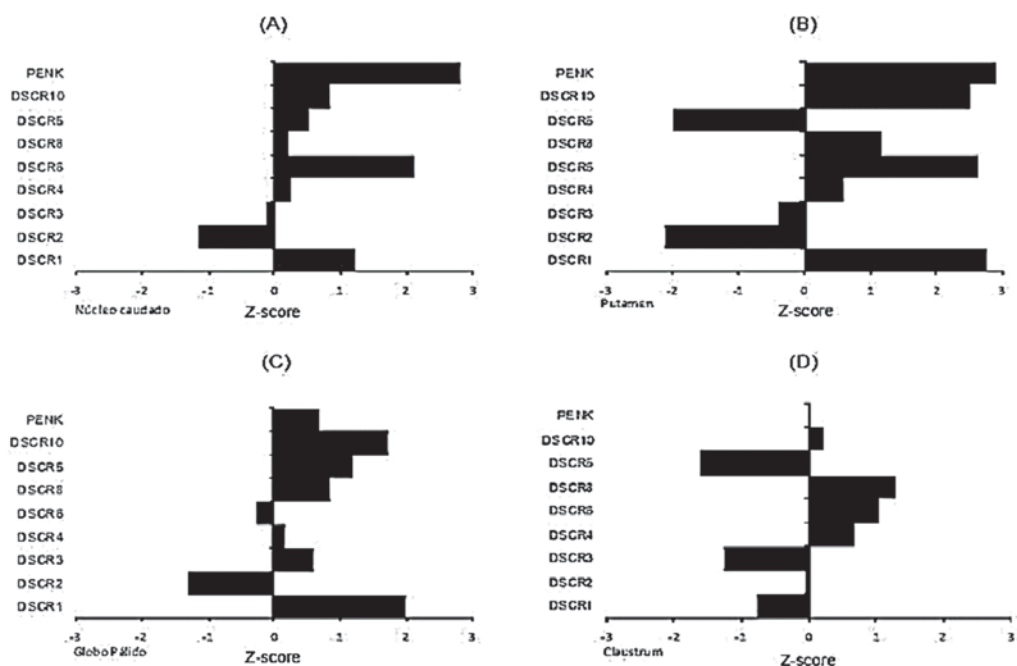 (A)
PENK
DSCR10
DSCR5
DSCR8
DSCR6
DSCR4
DSCR3
DSCR2
DSCR1
-3 -2 -1 0 1 2 3
Núcleo caudado
Z-score
(B)
PENK
DSCR10
DSCR5
DSCR8
DSCR6
DSCR4
DSCR3
DSCR2
DSCR1
-3 -2 -1 0 1 2 3
Putamen
Z-score
(C)
PENK
DSCR10
DSCR5
DSCR8
DSCR6
DSCR4
DSCR3
DSCR2
DSCR1
-3 -2 -1 0 1 2 3
Globo Pálido
Z-score
(D)
PENK
DSCR10
DSCR5
DSCR8
DSCR6
DSCR4
DSCR3
DSCR2
DSCR1
-3 -2 -1 0 1 2 3
Claustrum
Z-score